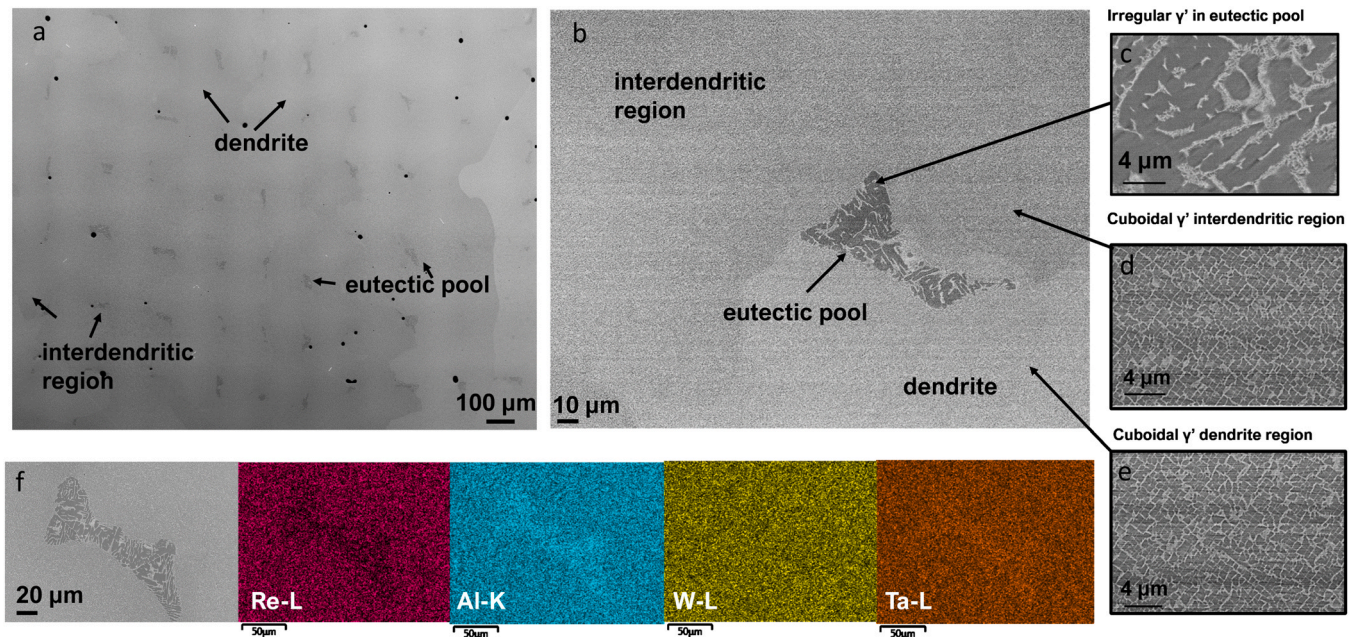 a
dendrite
eutectic pool
interdendritic
region
100 µm
b
interdendritic
region
eutectic pool
dendrite
10 µm
Irregular γ' in eutectic pool
c
4 µm
Cuboidal γ' interdendritic region
d
4 µm
Cuboidal γ' dendrite region
e
4 µm
f
20 µm
Re-L
50µm
Al-K
50µm
W-L
50µm
Ta-L
50µm